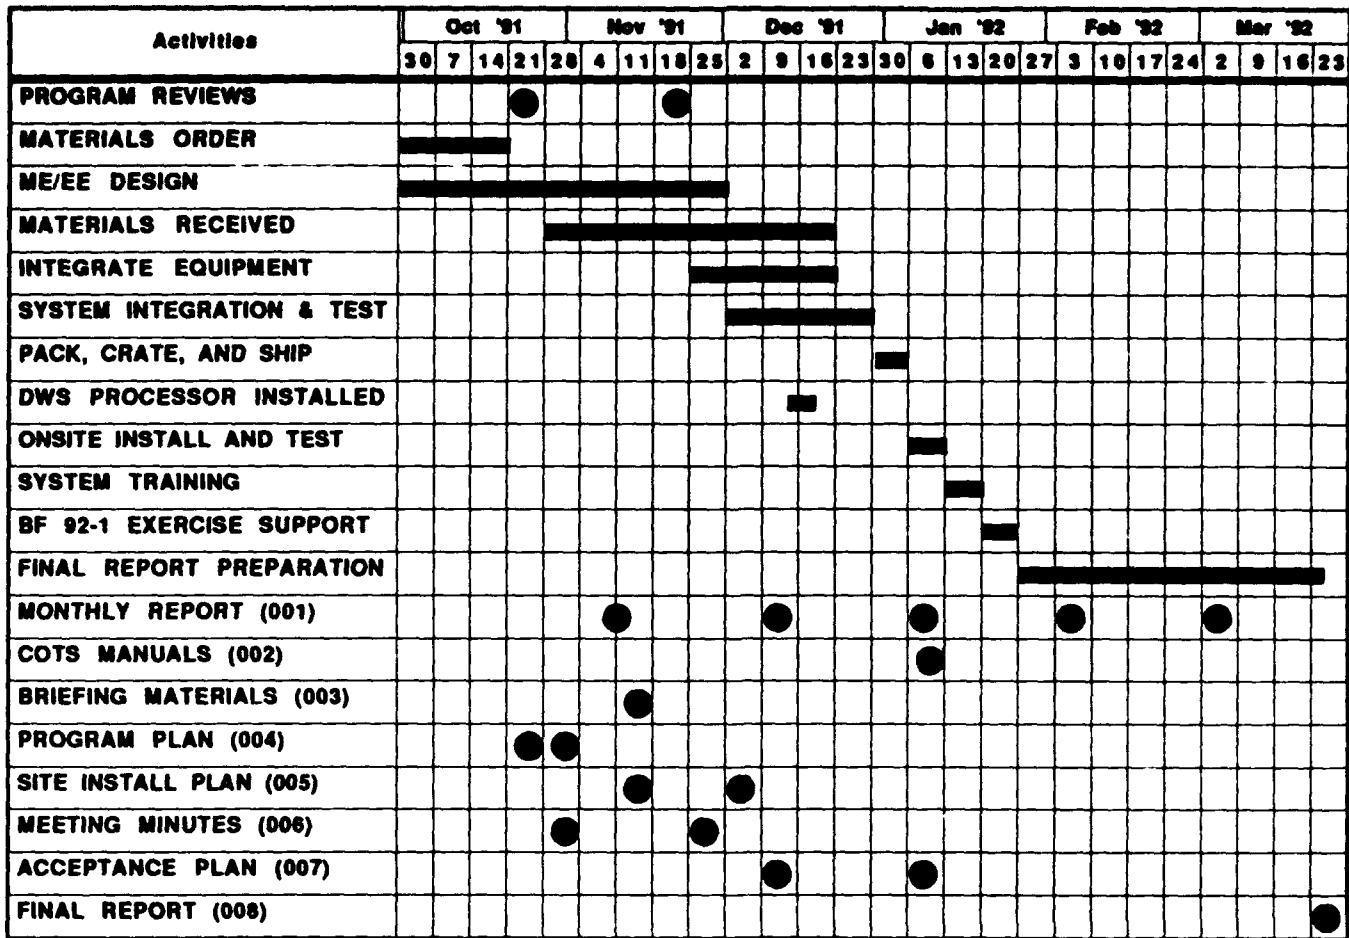 Activities Oct '91 Nov '91 Dec '91 Jan '92 Feb '92 Mar '92
30 7 14 21 28 4 11 18 25 2 9 16 23 30 6 13 20 27 3 10 17 24 2 9 16 23
PROGRAM REVIEWS
MATERIALS ORDER
ME/EE DESIGN
MATERIALS RECEIVED
INTEGRATE EQUIPMENT
SYSTEM INTEGRATION & TEST
PACK, CRATE, AND SHIP
DWS PROCESSOR INSTALLED
ONSITE INSTALL AND TEST
SYSTEM TRAINING
BF 92-1 EXERCISE SUPPORT
FINAL REPORT PREPARATION
MONTHLY REPORT (001)
COTS MANUALS (002)
BRIEFING MATERIALS (003)
PROGRAM PLAN (004)
SITE INSTALL PLAN (005)
MEETING MINUTES (006)
ACCEPTANCE PLAN (007)
FINAL REPORT (008)